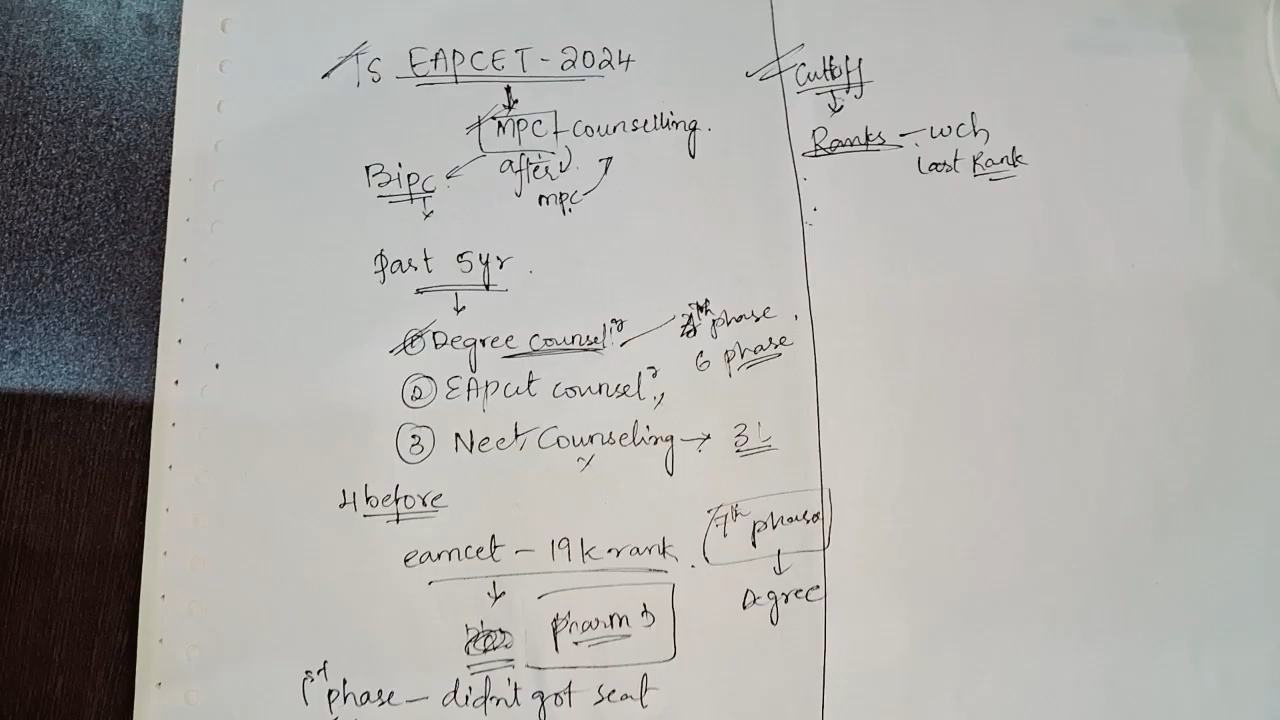 TS EAPCET - 2024
MPC - counselling.
Bipc
after
mpc
Past 5yr.
① Degree counsel
7th phase.
6 phase
② EAPcet counsel
③ Neet Counseling → 3L
4 before
eamcet - 19k rank.
Pharm D
7th phase
Degree
1st phase - didn't got seat
Cuttoff
Ranks - wch
last Rank